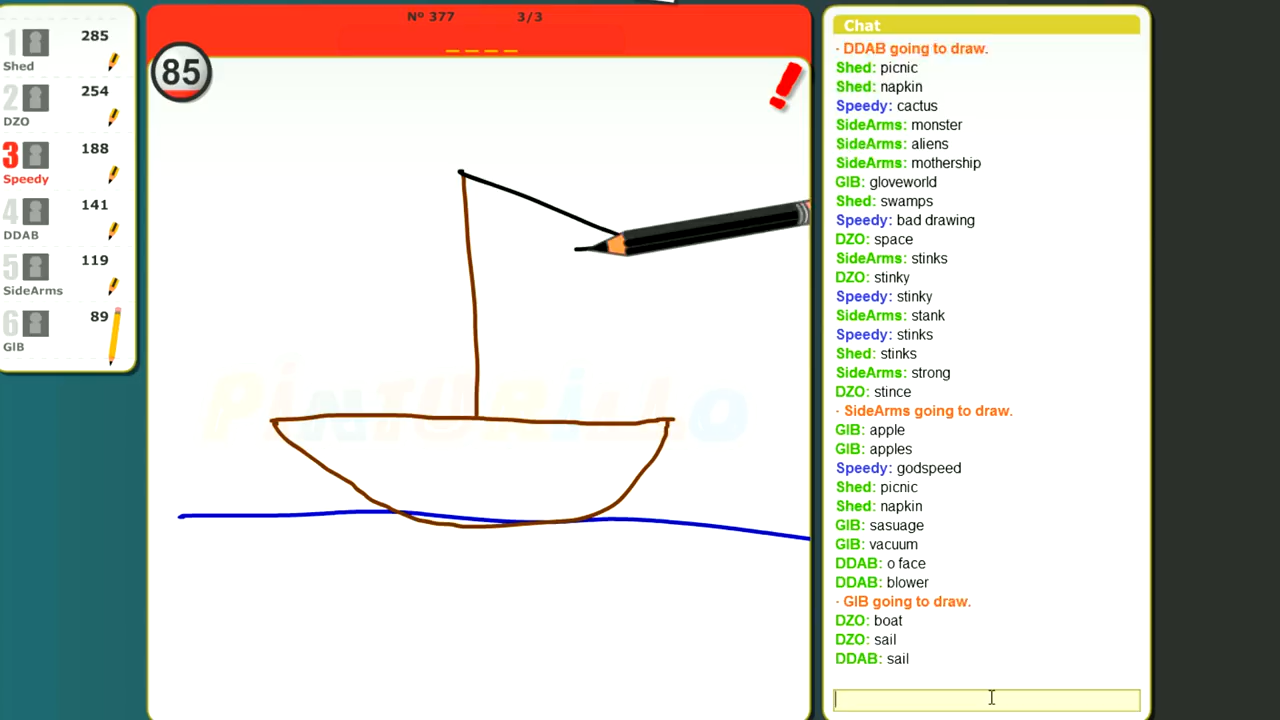 1 285
Shed
2 254
DZO
3 188
Speedy
4 141
DDAB
5 119
SideArms
6 89
GIB
Nº 377 3/3
_ _ _ _
85
PiNTURiLLO
Chat
· DDAB going to draw.
Shed: picnic
Shed: napkin
Speedy: cactus
SideArms: monster
SideArms: aliens
SideArms: mothership
GIB: gloveworld
Shed: swamps
Speedy: bad drawing
DZO: space
SideArms: stinks
DZO: stinky
Speedy: stinky
SideArms: stank
Speedy: stinks
Shed: stinks
SideArms: strong
DZO: stince
· SideArms going to draw.
GIB: apple
GIB: apples
Speedy: godspeed
Shed: picnic
Shed: napkin
GIB: sasuage
GIB: vacuum
DDAB: o face
DDAB: blower
· GIB going to draw.
DZO: boat
DZO: sail
DDAB: sail